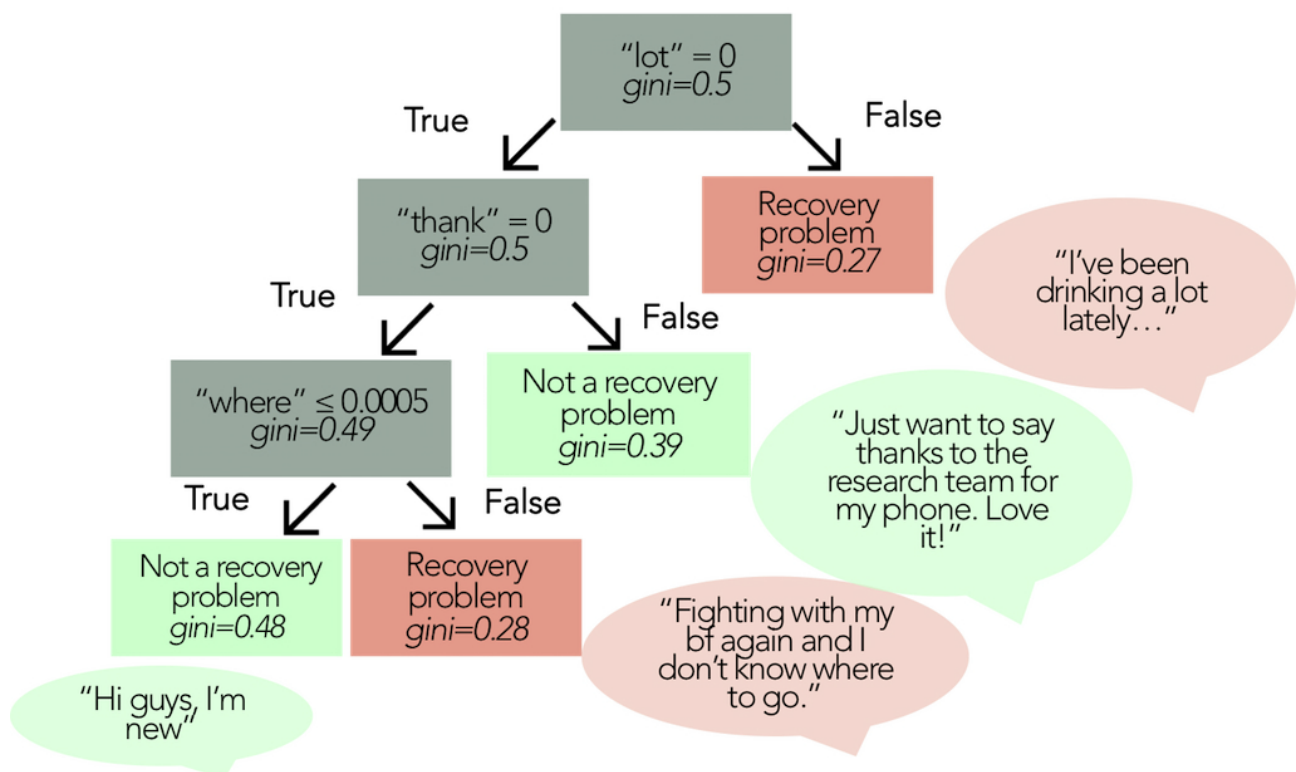 “lot” = 0
gini=0.5
True
False
“thank” = 0
gini=0.5
Recovery
problem
gini=0.27
“I’ve been
drinking a lot
lately…”
True
False
“where” ≤ 0.0005
gini=0.49
Not a recovery
problem
gini=0.39
“Just want to say
thanks to the
research team for
my phone. Love
it!”
True
False
Not a recovery
problem
gini=0.48
Recovery
problem
gini=0.28
“Fighting with my
bf again and I
don’t know where
to go.”
“Hi guys, I’m
new”